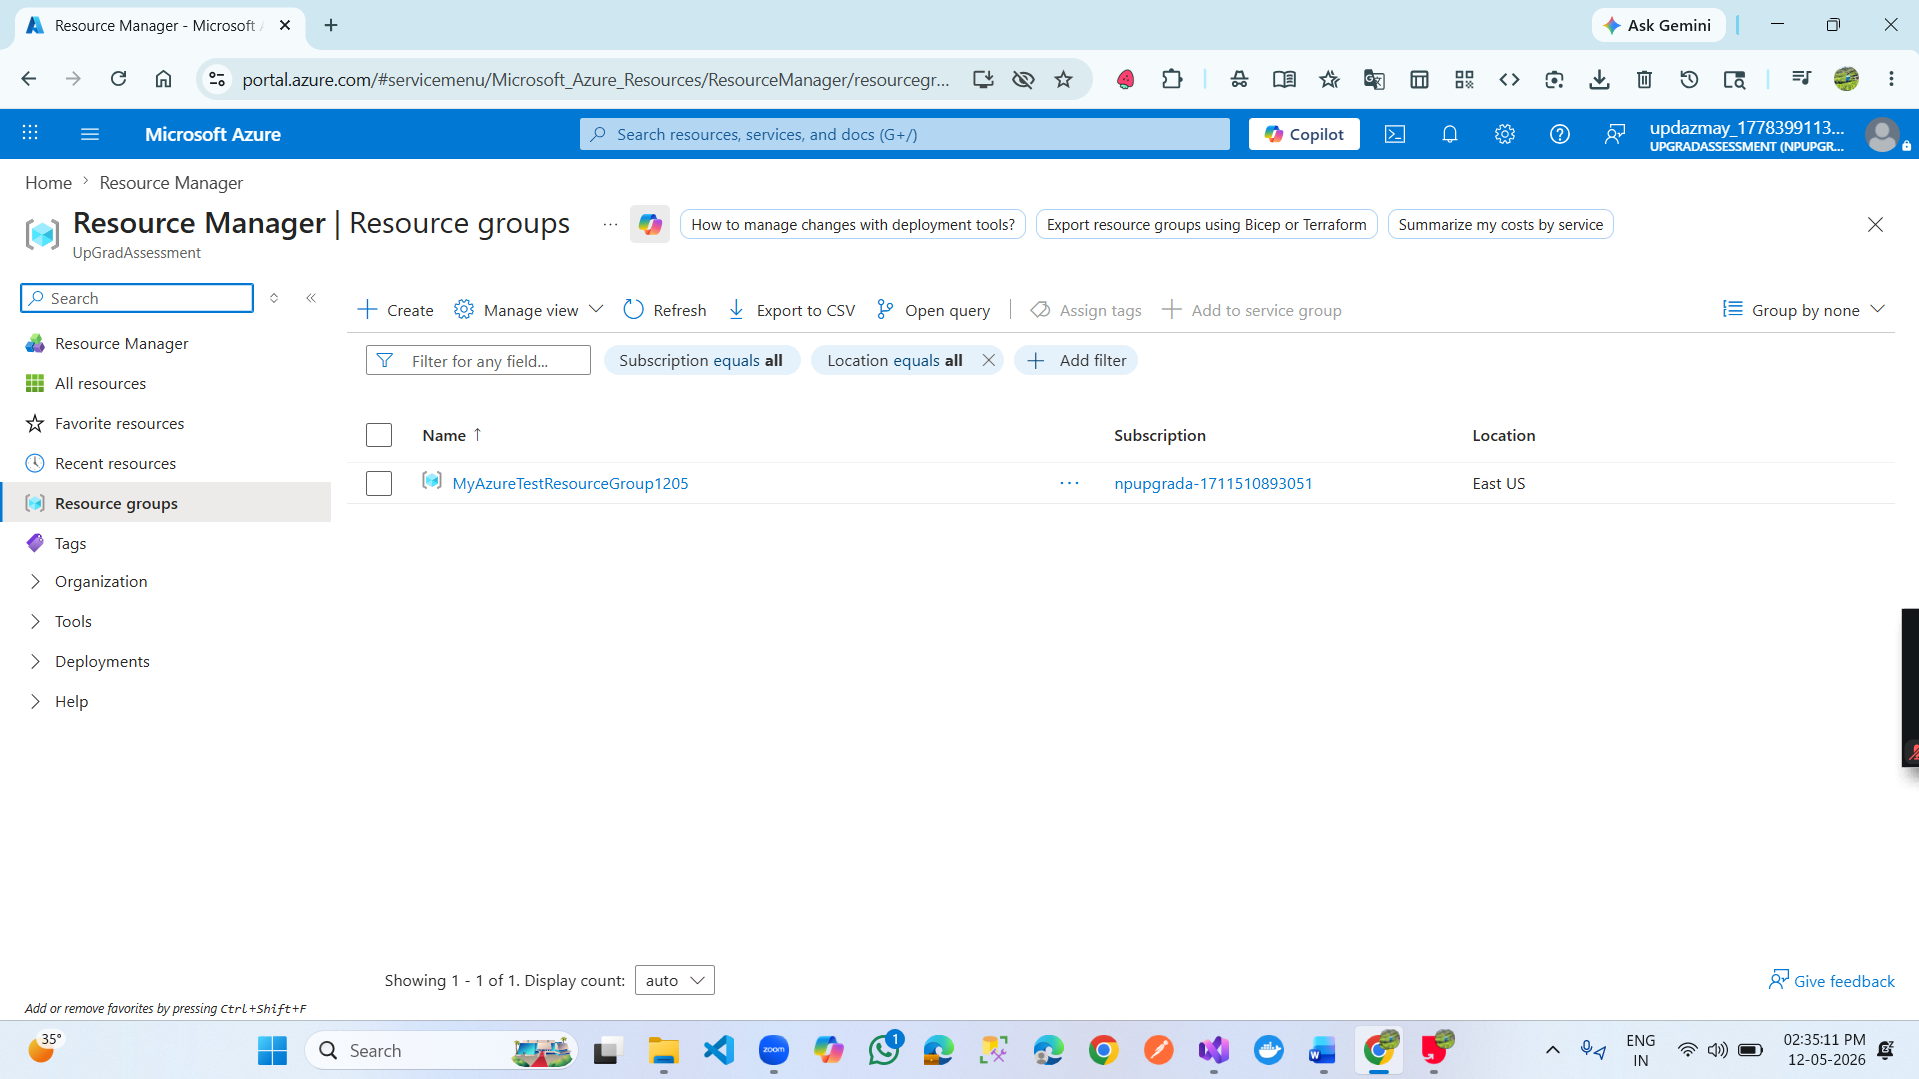 Resource Manager - Microsoft A
Ask Gemini
portal.azure.com/#servicemenu/Microsoft_Azure_Resources/ResourceManager/resourcegr...
Microsoft Azure
Search resources, services, and docs (G+/)
Copilot
updazmay_1778399113...
UPGRADASSESSMENT (NPUPGR...
Home > Resource Manager
Resource Manager | Resource groups
...
How to manage changes with deployment tools?
Export resource groups using Bicep or Terraform
Summarize my costs by service
UpGradAssessment
Search
Resource Manager
All resources
Favorite resources
Recent resources
Resource groups
Tags
Organization
Tools
Deployments
Help
Create
Manage view
Refresh
Export to CSV
Open query
Assign tags
Add to service group
Group by none
Filter for any field...
Subscription equals all
Location equals all
Add filter
Name ↑
Subscription
Location
MyAzureTestResourceGroup1205
...
npupgrada-1711510893051
East US
Showing 1 - 1 of 1. Display count:
auto
Give feedback
Add or remove favorites by pressing Ctrl+Shift+F
35°
Search
zoom
1
W
ENG
IN
02:35:11 PM
12-05-2026